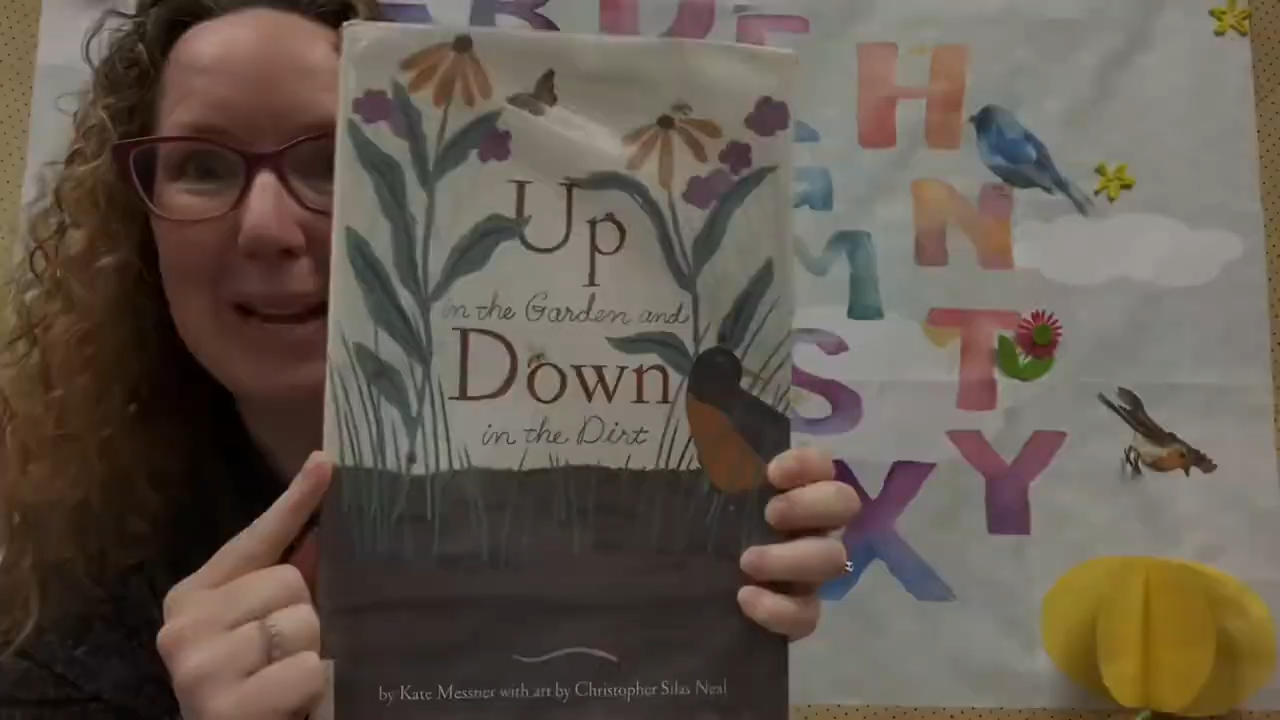 Up
in the Garden and
Down
in the Dirt
by Kate Messner with art by Christopher Silas Neal
H
M
N
S
T
X
Y